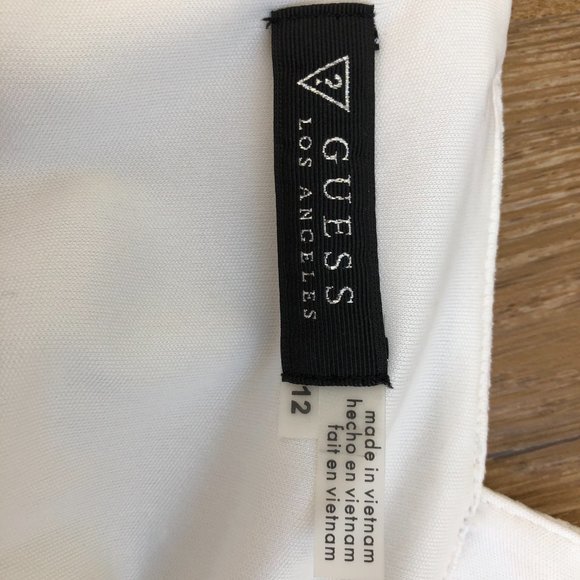 ?
GUESS
LOS ANGELES
12
made in vietnam
hecho en vietnam
fait en vietnam